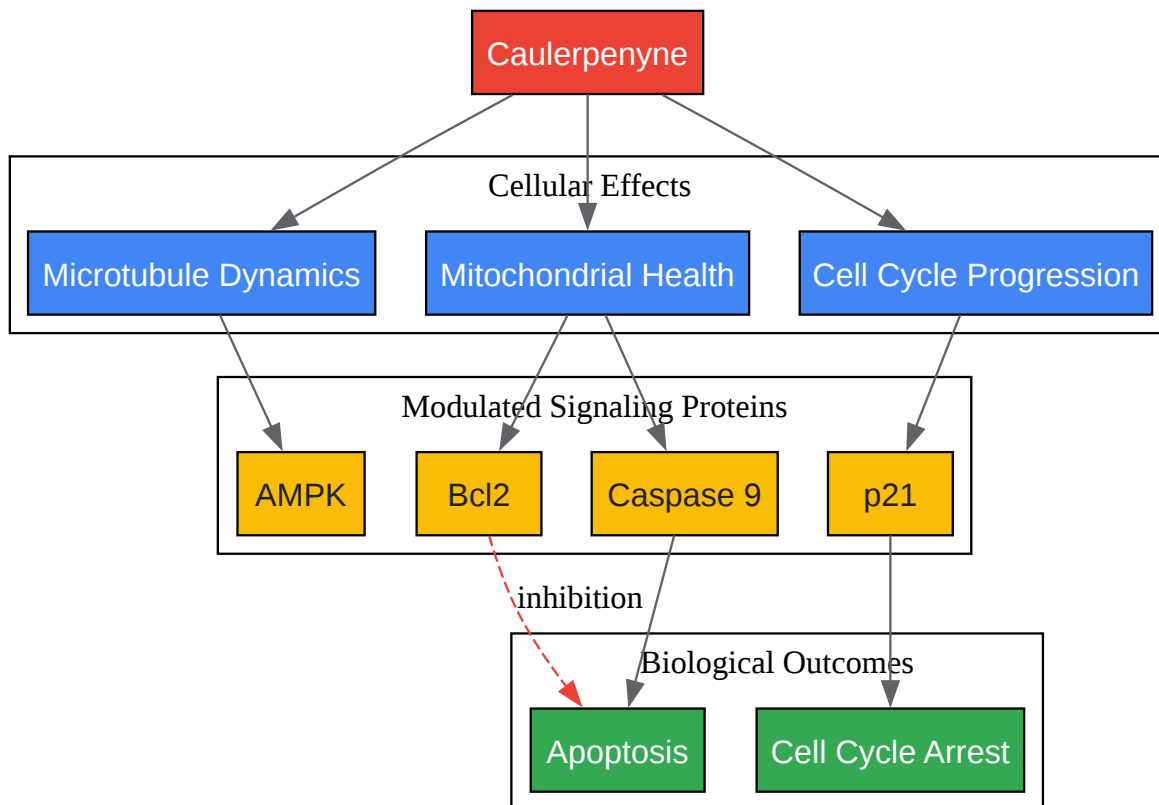 Caulerpenyne
Cellular Effects
Microtubule Dynamics
Mitochondrial Health
Cell Cycle Progression
Modulated Signaling Proteins
AMPK
Bcl2
Caspase 9
p21
inhibition
Biological Outcomes
Apoptosis
Cell Cycle Arrest